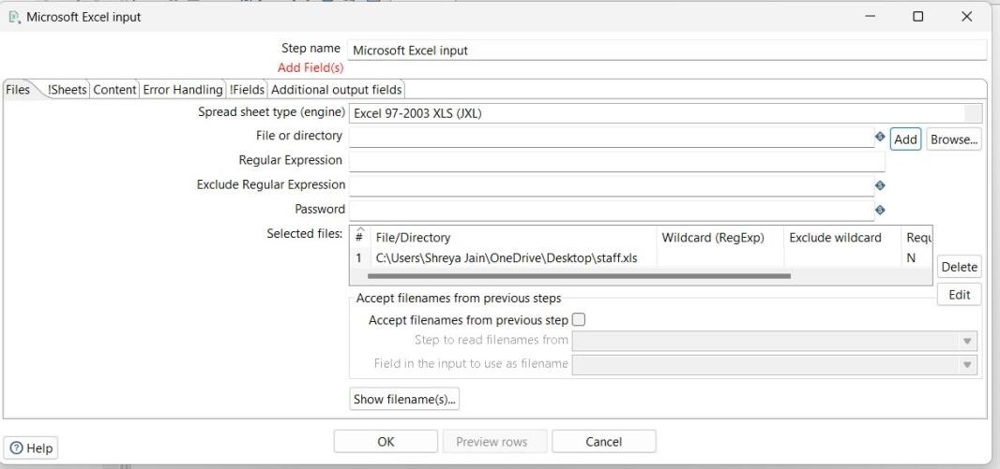 Microsoft Excel input
Step name Microsoft Excel input
Add Field(s)
Files !Sheets Content Error Handling !Fields Additional output fields
Spread sheet type (engine) Excel 97-2003 XLS (JXL)
File or directory Add Browse...
Regular Expression
Exclude Regular Expression
Password
Selected files: # File/Directory Wildcard (RegExp) Exclude wildcard Requ
1 C:\Users\Shreya Jain\OneDrive\Desktop\staff.xls N
Delete
Edit
Accept filenames from previous steps
Accept filenames from previous step
Step to read filenames from
Field in the input to use as filename
Show filename(s)...
Help OK Preview rows Cancel